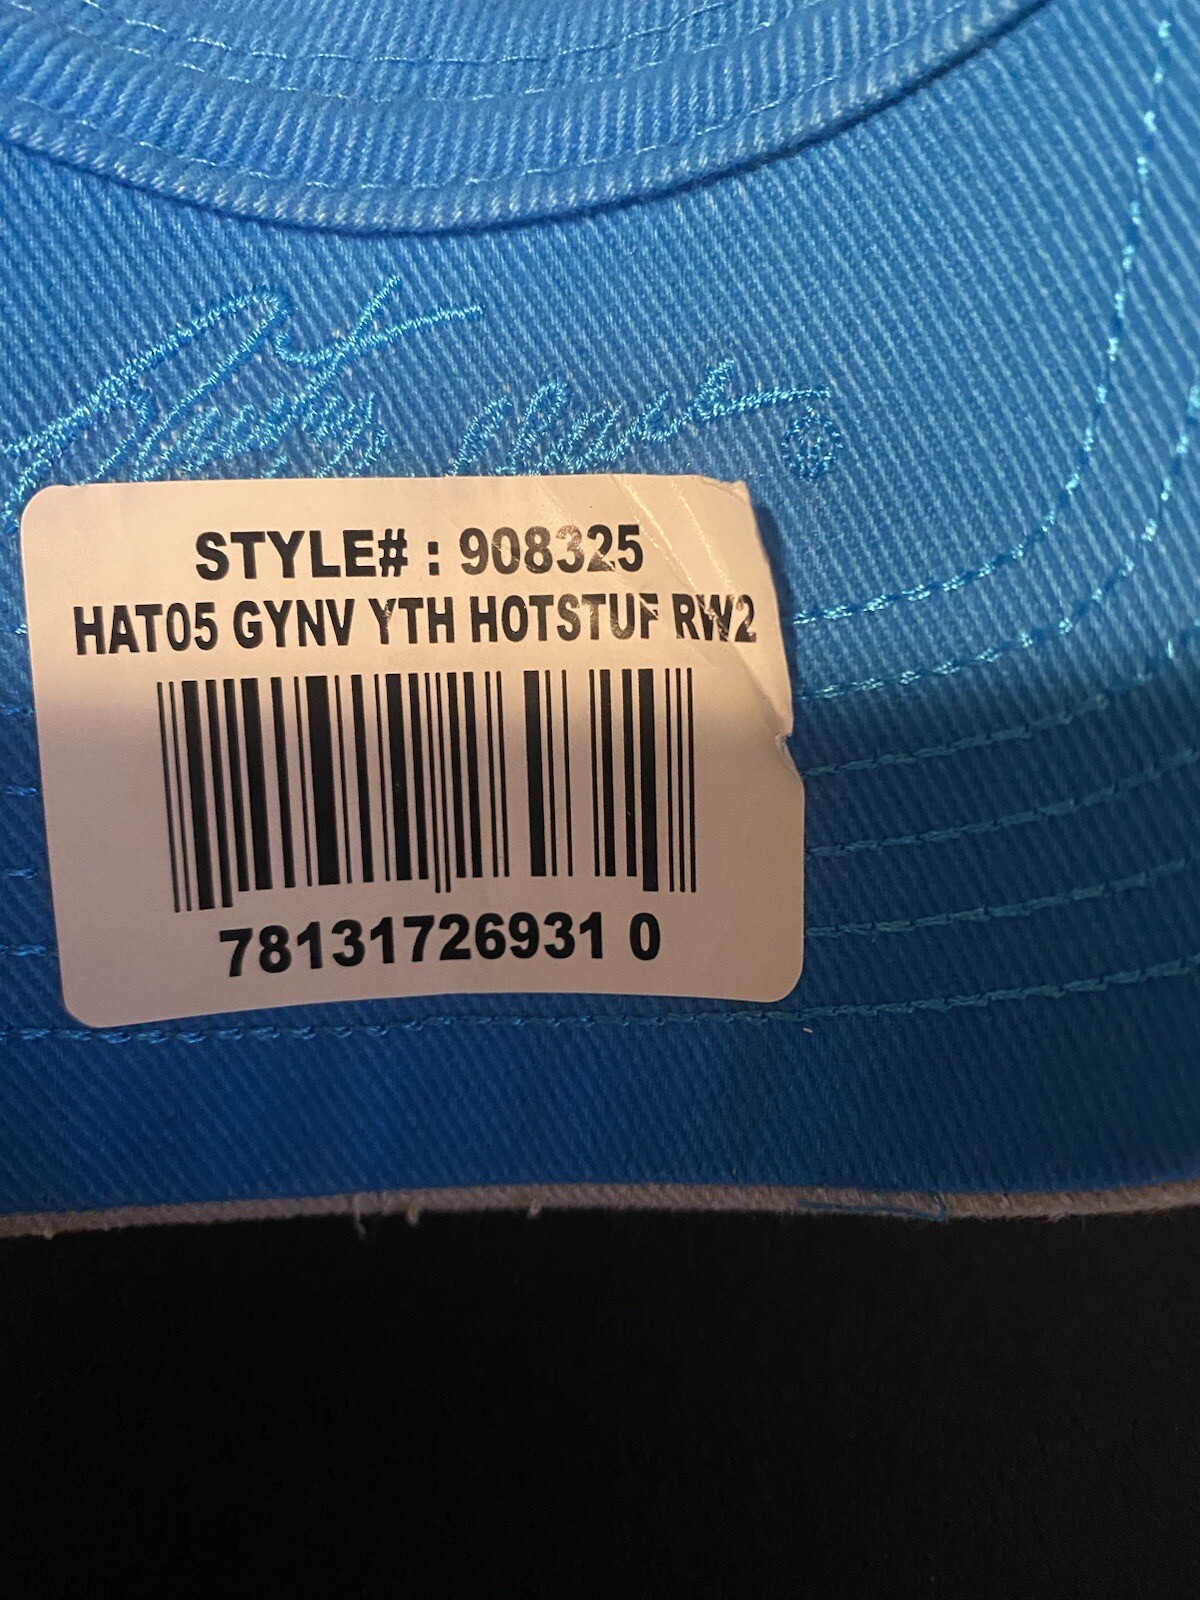 STYLE# : 908325
HAT05 GYNV YTH HOTSTUF RW2
78131726931 0